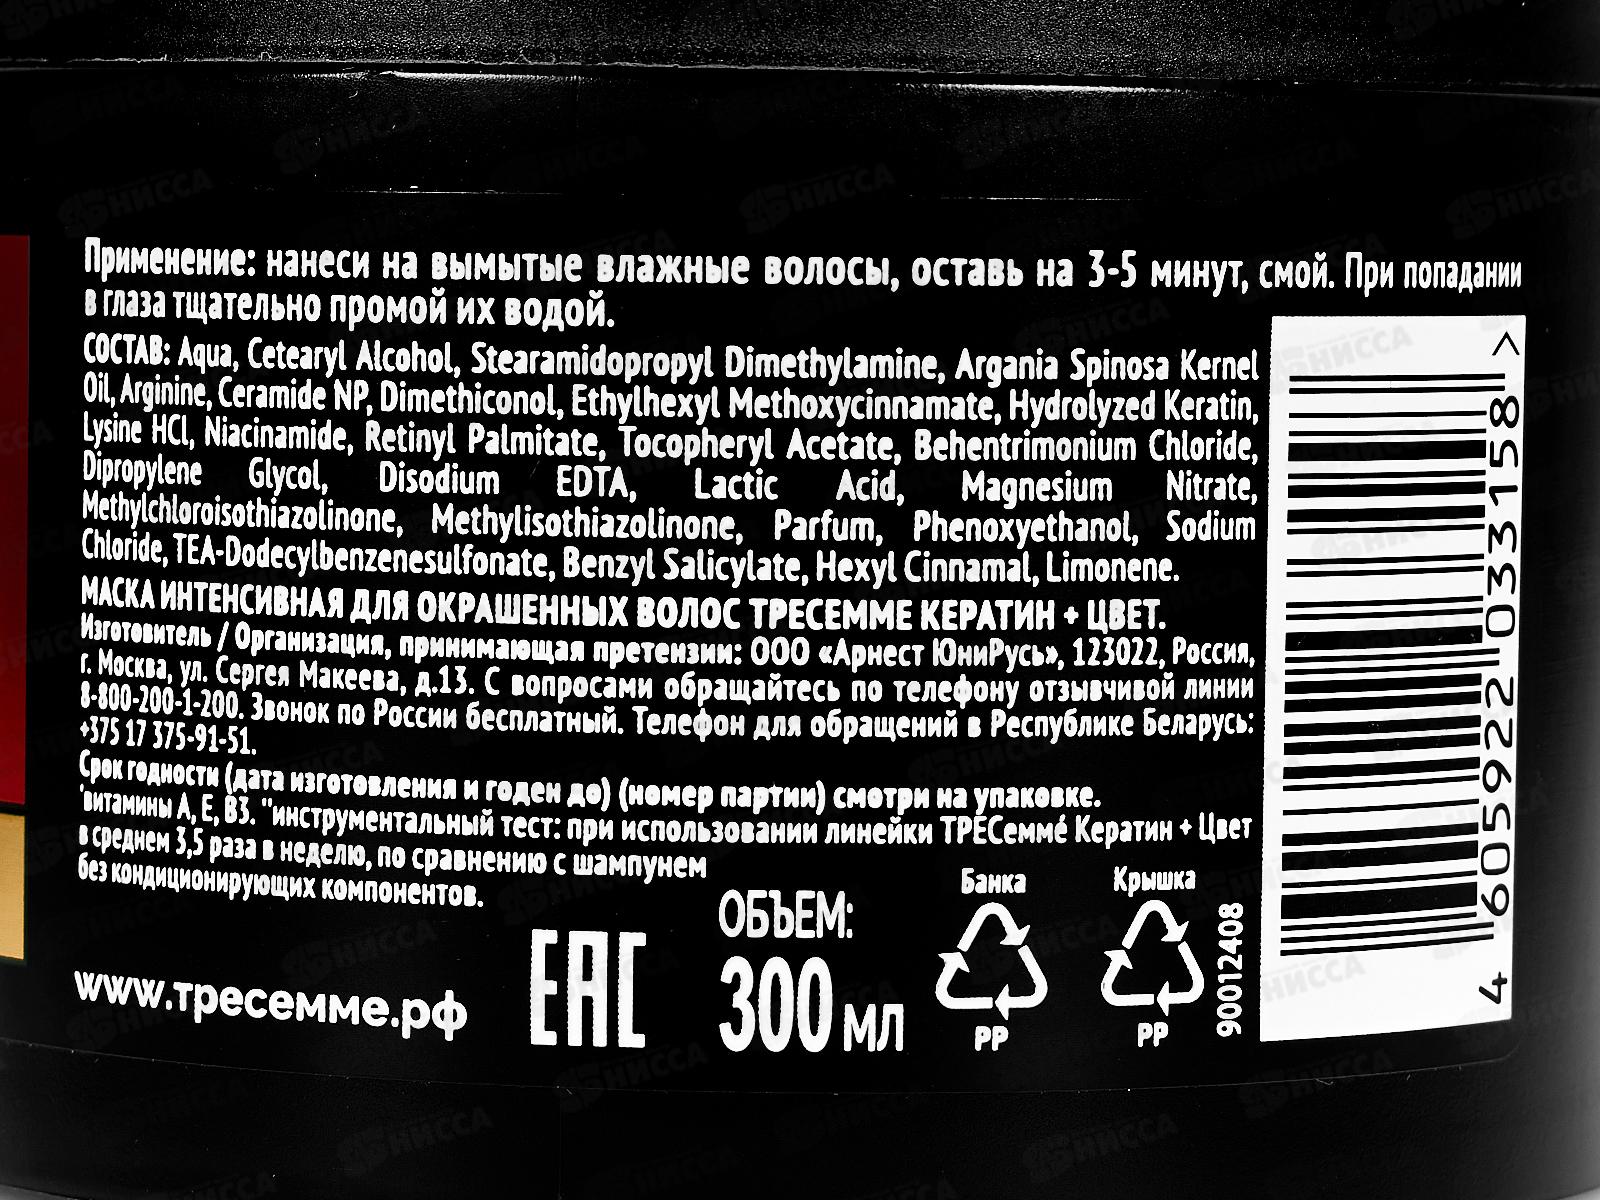 Применение: нанеси на вымытые влажные волосы, оставь на 3-5 минут, смой. При попадании
в глаза тщательно промой их водой.
СОСТАВ: Aqua, Cetearyl Alcohol, Stearamidopropyl Dimethylamine, Argania Spinosa Kernel
Oil, Arginine, Ceramide NP, Dimethiconol, Ethylhexyl Methoxycinnamate, Hydrolyzed Keratin,
Lysine HCl, Niacinamide, Retinyl Palmitate, Tocopheryl Acetate, Behentrimonium Chloride,
Dipropylene Glycol, Disodium EDTA, Lactic Acid, Magnesium Nitrate,
Methylchloroisothiazolinone, Methylisothiazolinone, Parfum, Phenoxyethanol, Sodium
Chloride, TEA-Dodecylbenzenesulfonate, Benzyl Salicylate, Hexyl Cinnamal, Limonene.
МАСКА ИНТЕНСИВНАЯ ДЛЯ ОКРАШЕННЫХ ВОЛОС ТРЕСЕММЕ КЕРАТИН + ЦВЕТ.
Изготовитель / Организация, принимающая претензии: ООО «Арнест ЮниРусь», 123022, Россия,
г. Москва, ул. Сергея Макеева, д.13. С вопросами обращайтесь по телефону отзывчивой линии
8-800-200-1-200. Звонок по России бесплатный. Телефон для обращений в Республике Беларусь:
+375 17 375-91-51.
Срок годности (дата изготовления и годен до) (номер партии) смотри на упаковке.
'витамины А, Е, В3. ''инструментальный тест: при использовании линейки ТРЕСеммé Кератин + Цвет
в среднем 3,5 раза в неделю, по сравнению с шампунем
без кондиционирующих компонентов.
www.тресемме.рф
EAC
ОБЪЕМ:
300 мл
Банка
PP
Крышка
PP
90012408
4 605922 033158 >
НИССА